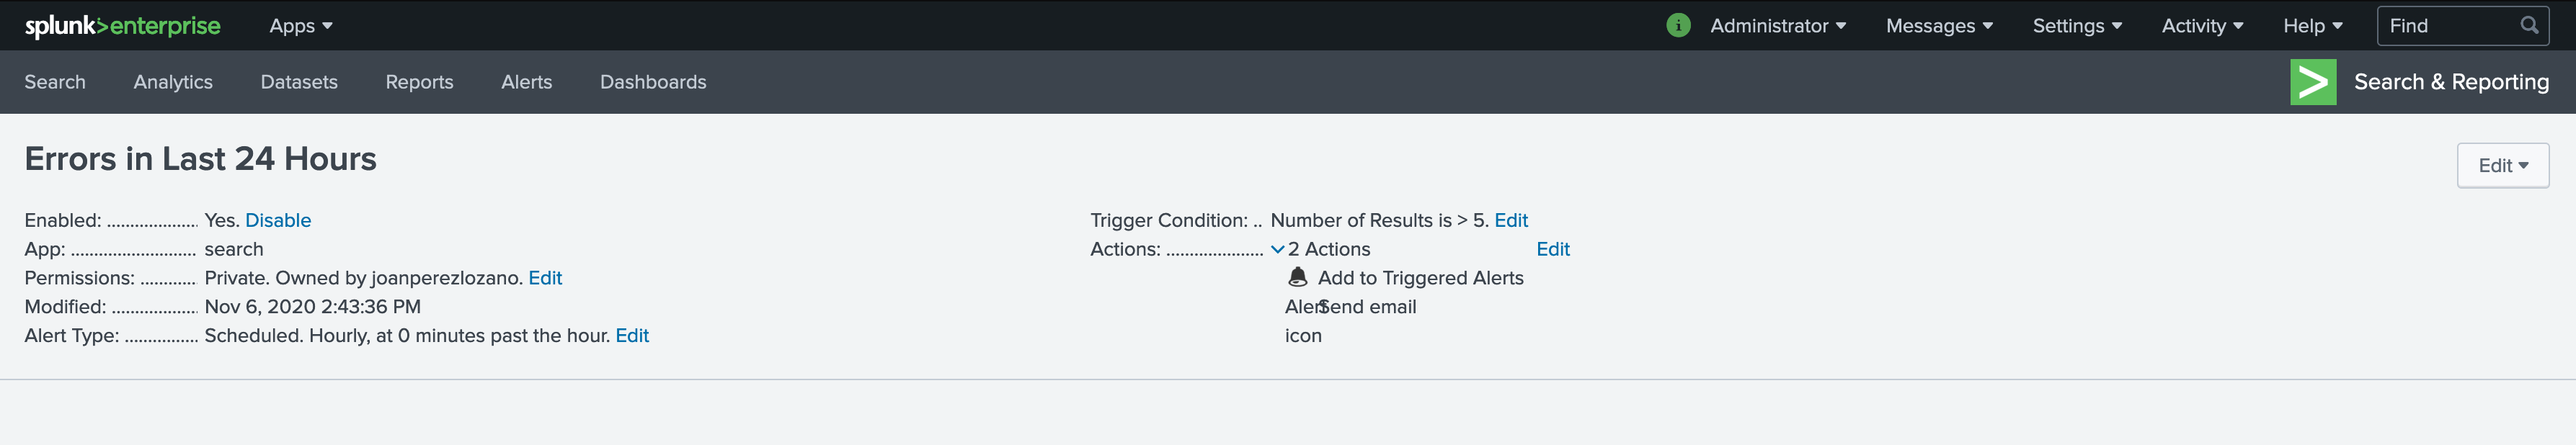 splunk>enterprise Apps Administrator Messages Settings Activity Help Find
Search Analytics Datasets Reports Alerts Dashboards Search & Reporting
Errors in Last 24 Hours
Edit
Enabled: .................... Yes. Disable
App: ........................... search
Permissions: ............ Private. Owned by joanperezlozano. Edit
Modified: ................... Nov 6, 2020 2:43:36 PM
Alert Type: ................ Scheduled. Hourly, at 0 minutes past the hour. Edit
Trigger Condition: .. Number of Results is > 5. Edit
Actions: ..................... 2 Actions Edit
Add to Triggered Alerts
Alert Send email
icon